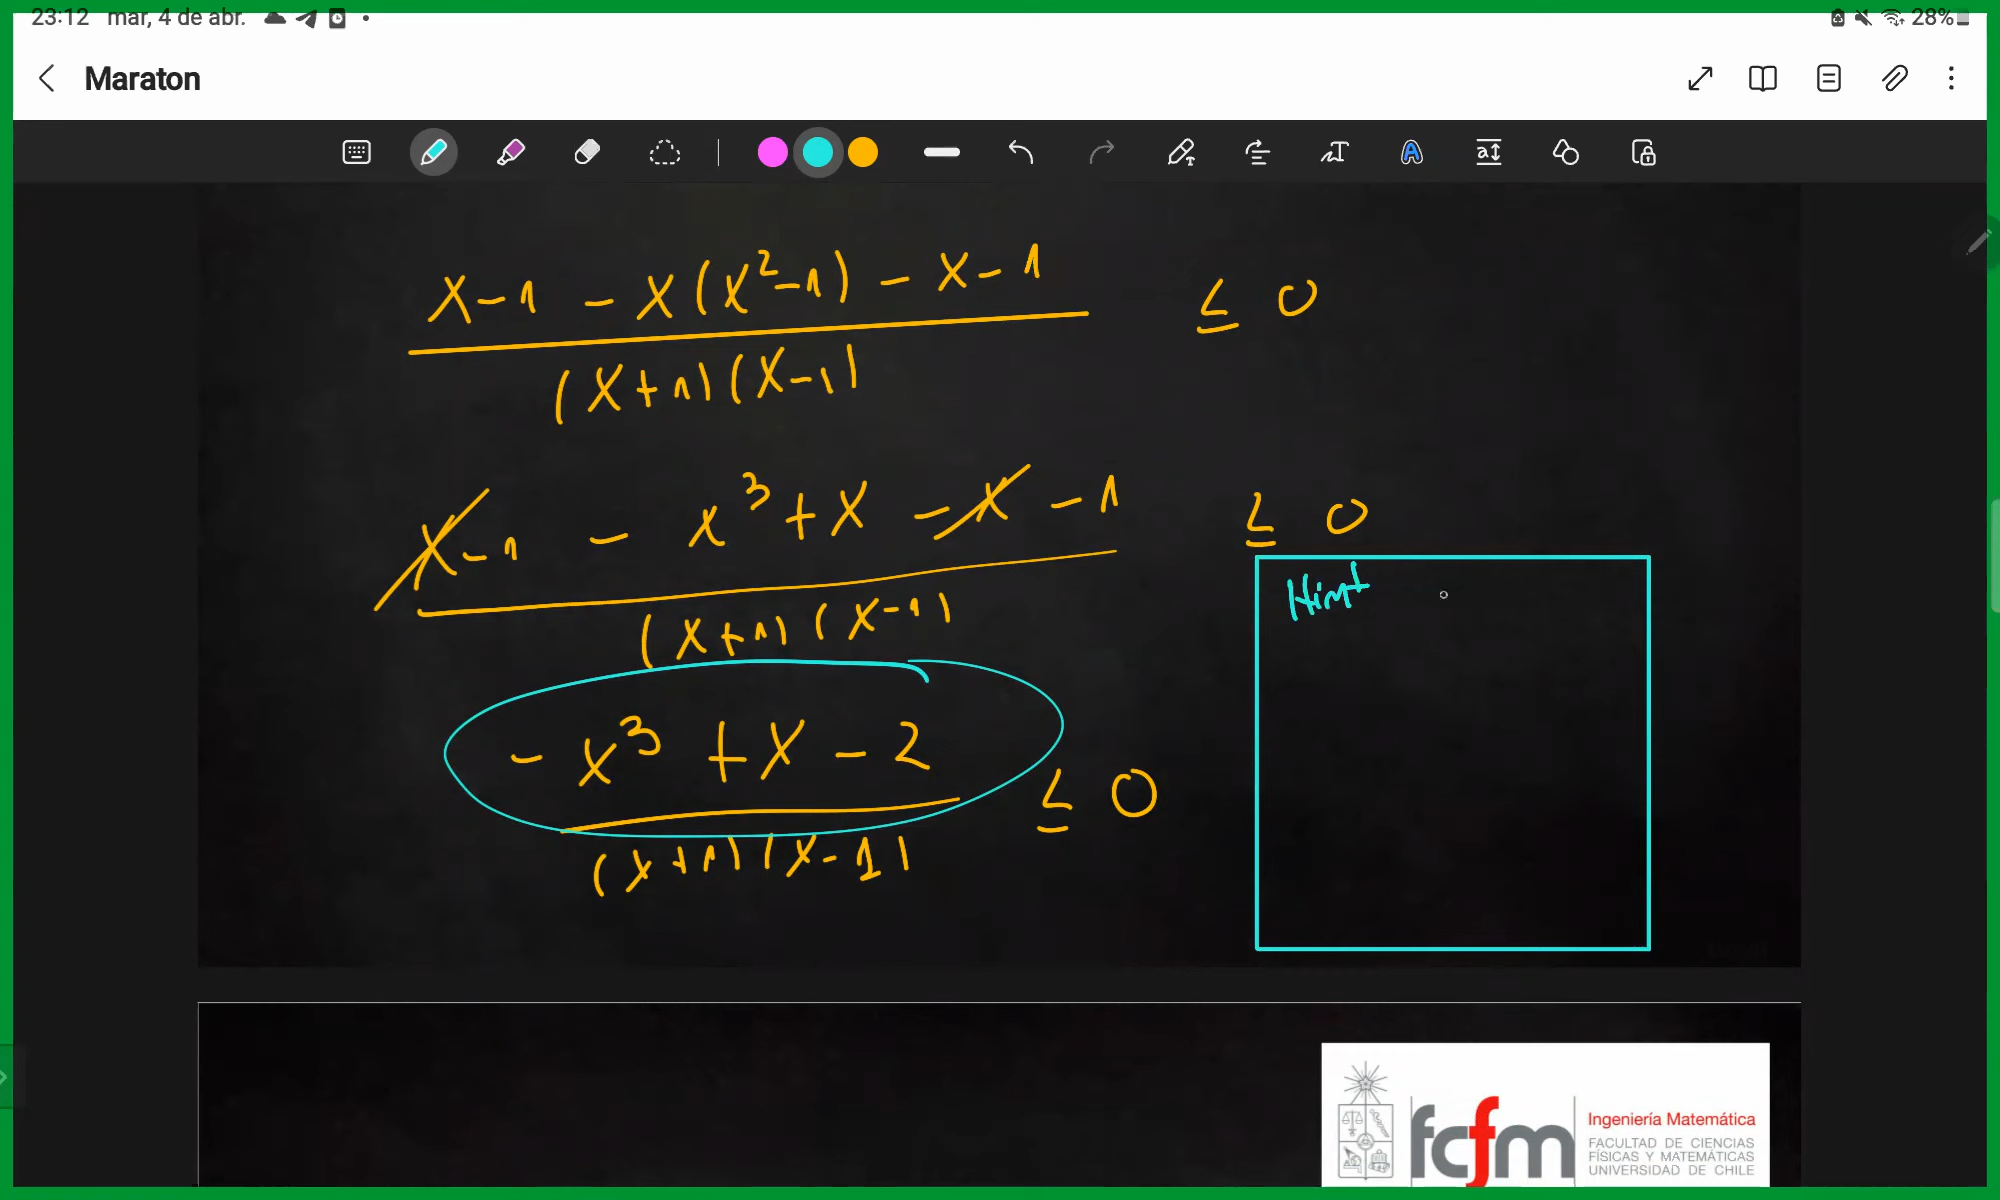 23:12 mar, 4 de abr.
28%
Maraton
x-1 - x(x²-1) - x-1 ≤ 0
(x+1)(x-1)
x-1 - x³+x -x -1 ≤ 0
(x+1)(x-1)
Hint
-x³ +x - 2 ≤ 0
(x+1)(x-1)
fcfm
Ingeniería Matemática
FACULTAD DE CIENCIAS
FÍSICAS Y MATEMÁTICAS
UNIVERSIDAD DE CHILE